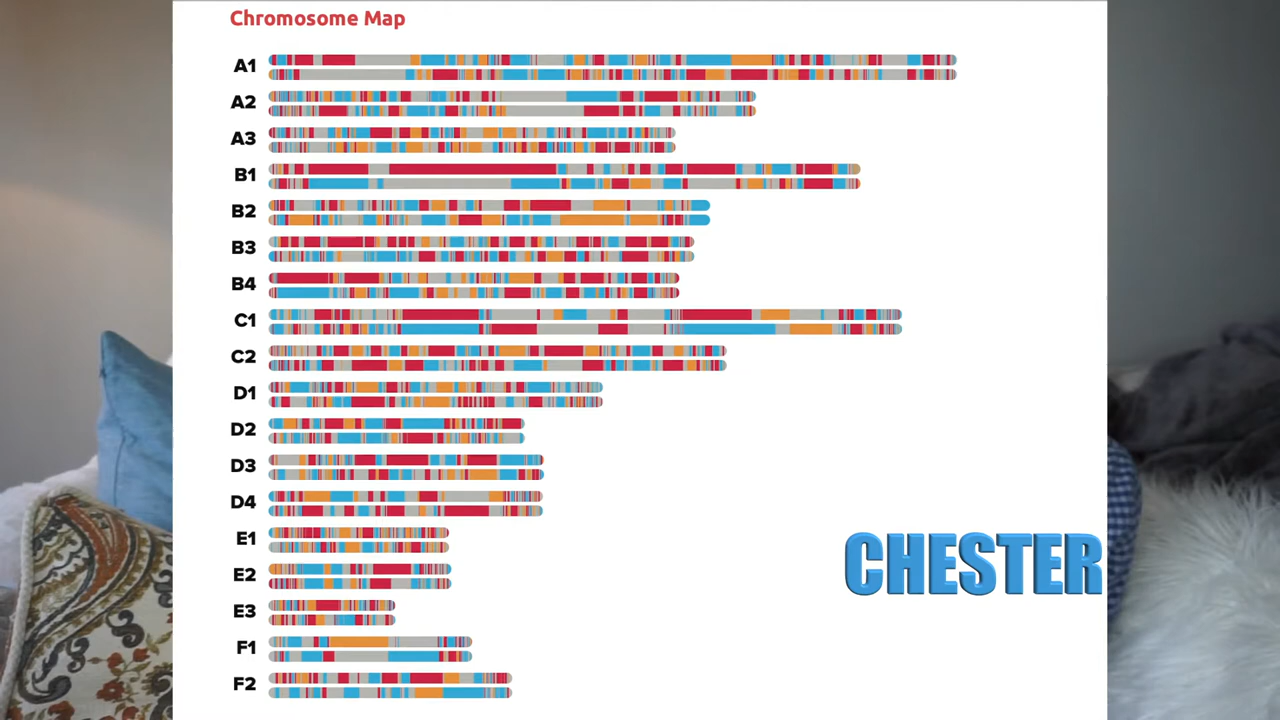 Chromosome Map
A1
A2
A3
B1
B2
B3
B4
C1
C2
D1
D2
D3
D4
E1
E2
E3
F1
F2
CHESTER